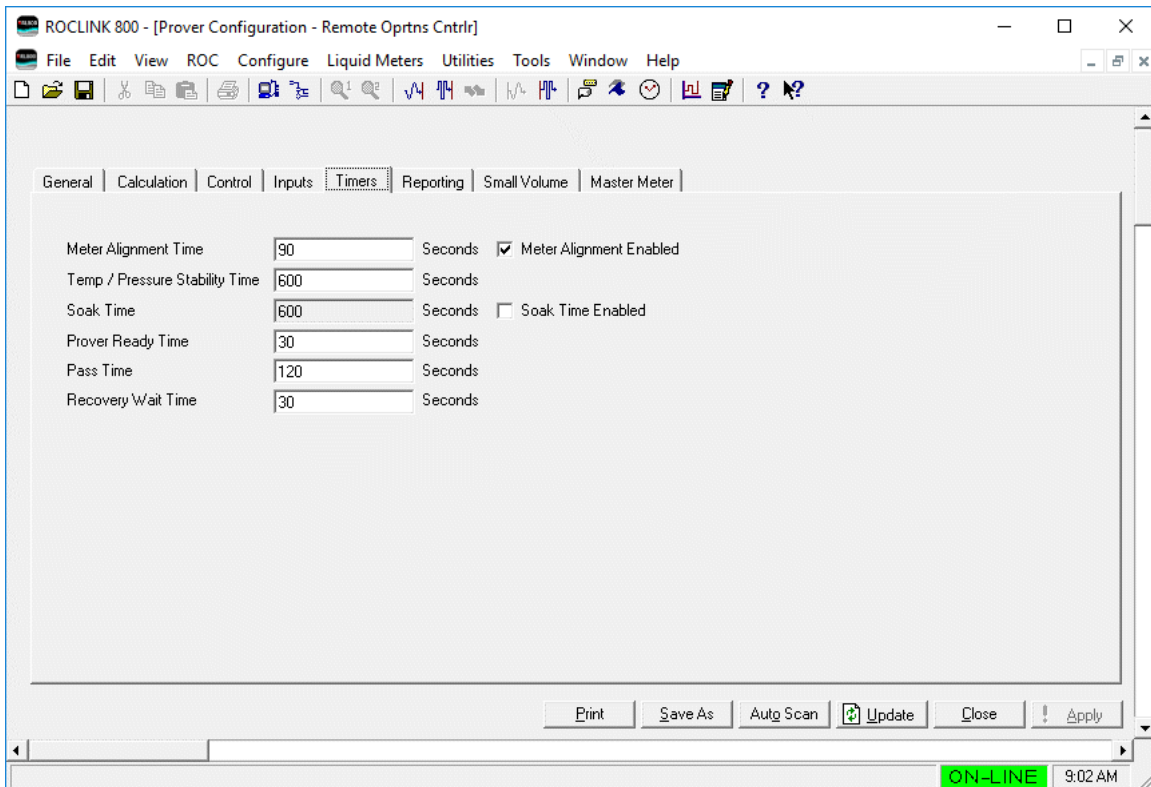 ROCLINK 800 - [Prover Configuration - Remote Oprtns Cntrlr]
File Edit View ROC Configure Liquid Meters Utilities Tools Window Help
General Calculation Control Inputs Timers Reporting Small Volume Master Meter
Meter Alignment Time 90 Seconds Meter Alignment Enabled
Temp / Pressure Stability Time 600 Seconds
Soak Time 600 Seconds Soak Time Enabled
Prover Ready Time 30 Seconds
Pass Time 120 Seconds
Recovery Wait Time 30 Seconds
Print Save As Auto Scan Update Close ! Apply
ON-LINE 9:02 AM